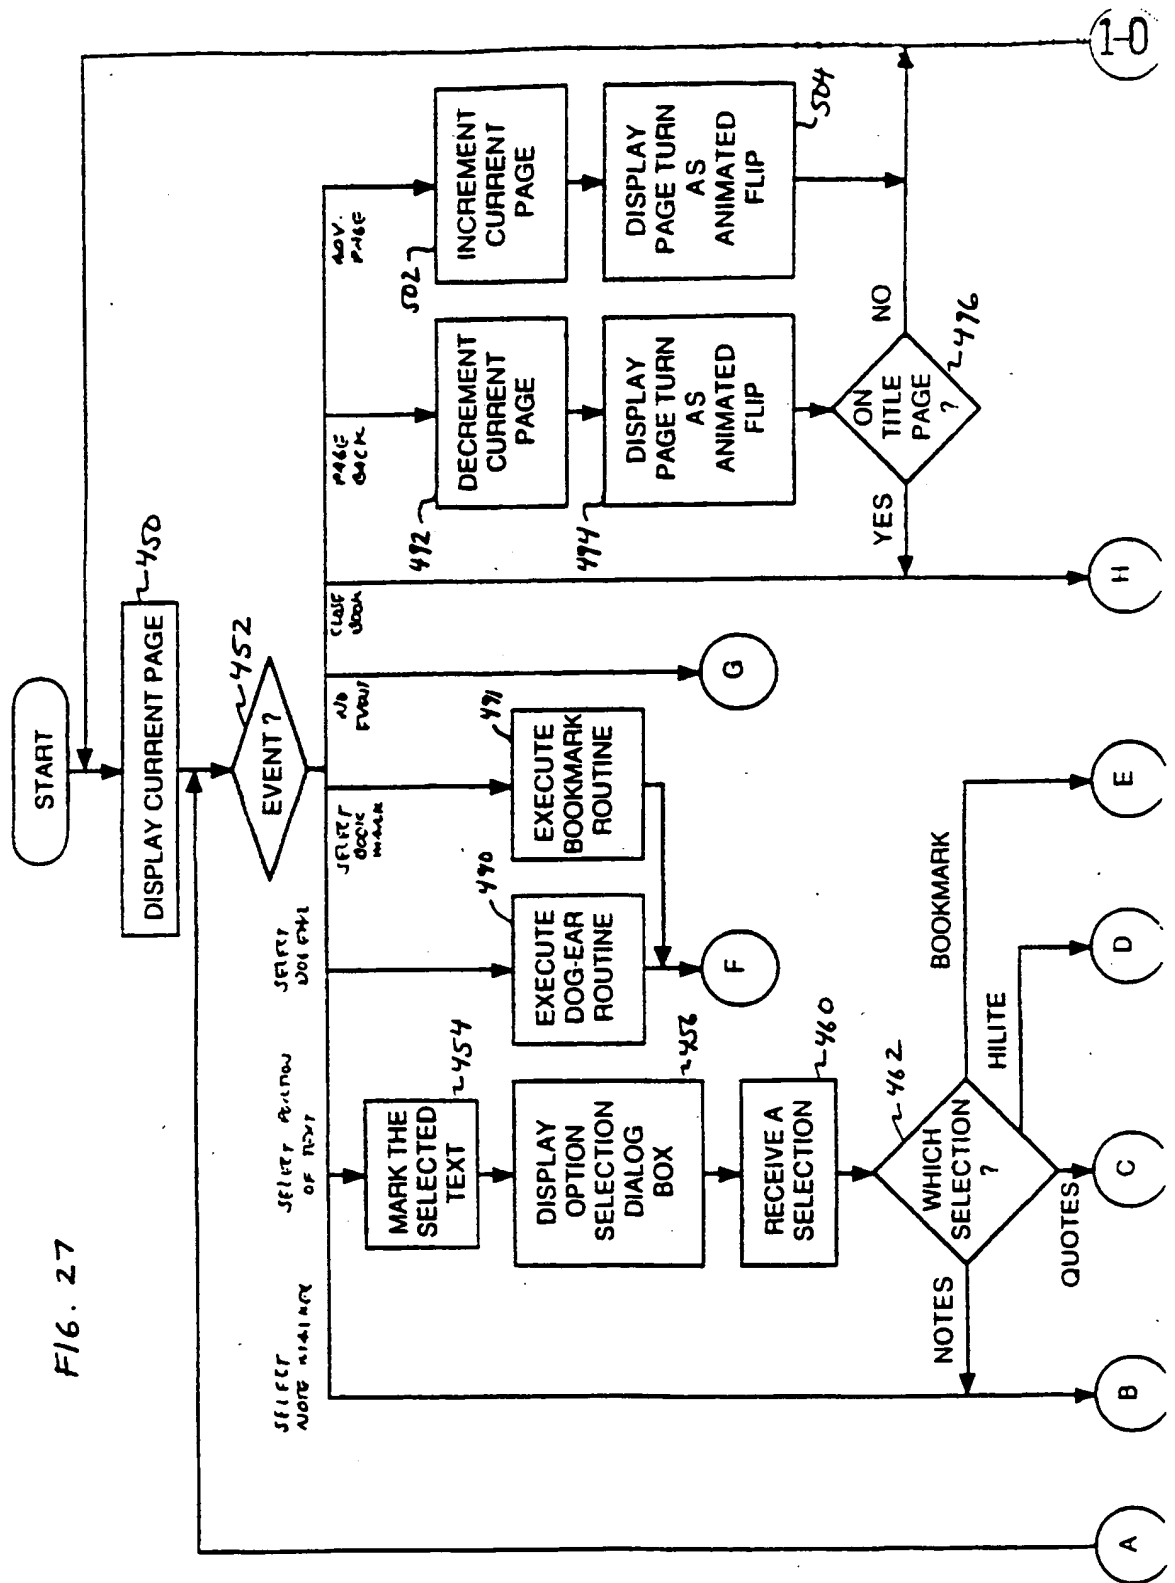 FIG. 27
START
DISPLAY CURRENT PAGE
450
EVENT?
452
SELECT
NOTE
SELECT PORTION
OF TEXT
SELECT
DOG EAR
SELECT
BOOK
MARK
NO
EVENT
CLOSE
BOOK
PAGE
BACK
ADV.
PAGE
MARK THE
SELECTED
TEXT
454
DISPLAY
OPTION
SELECTION
DIALOG
BOX
456
RECEIVE A
SELECTION
460
WHICH
SELECTION
?
462
NOTES
QUOTES
HILITE
BOOKMARK
490
EXECUTE
DOG-EAR
ROUTINE
491
EXECUTE
BOOKMARK
ROUTINE
F
G
492
DECREMENT
CURRENT
PAGE
494
DISPLAY
PAGE TURN
AS
ANIMATED
FLIP
ON
TITLE
PAGE
?
496
YES
NO
502
INCREMENT
CURRENT
PAGE
DISPLAY
PAGE TURN
AS
ANIMATED
FLIP
504
A
B
C
D
E
H
1-0